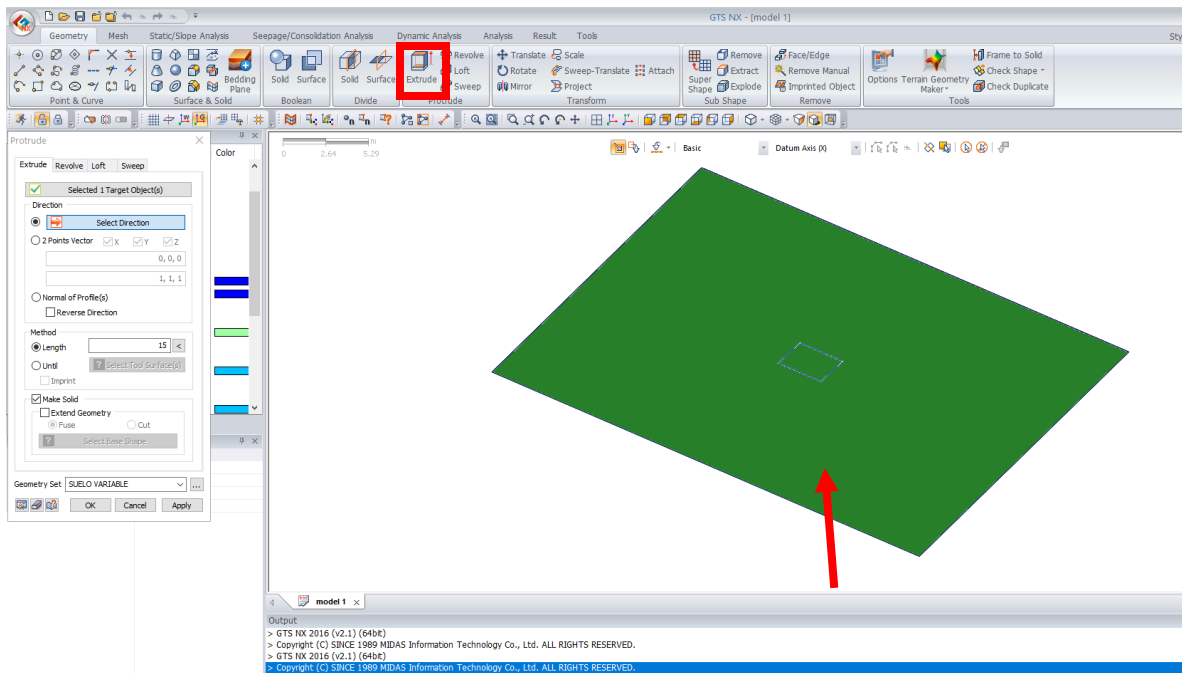 GTS NX - [model 1]
Geometry Mesh Static/Slope Analysis Seepage/Consolidation Analysis Dynamic Analysis Analysis Result Tools Sty
Bedding Plane
Solid Surface
Solid Surface
Extrude
Revolve
Loft
Sweep
Translate Scale
Rotate Sweep-Translate Attach
Mirror Project
Super Shape
Remove
Extract
Explode
Face/Edge
Remove Manual
Imprinted Object
Options
Terrain Geometry Maker
Frame to Solid
Check Shape
Check Duplicate
Point & Curve Surface & Solid Boolean Divide Protrude Transform Sub Shape Remove Tools
Protrude
Color
Extrude Revolve Loft Sweep
Selected 1 Target Object(s)
Direction
Select Direction
2 Points Vector X Y Z
0, 0, 0
1, 1, 1
Normal of Profile(s)
Reverse Direction
Method
Length 15 <
Until ? Select Tool Surface(s)
Imprint
Make Solid
Extend Geometry
Fuse Cut
? Select Base Shape
Geometry Set SUELO VARIABLE ...
OK Cancel Apply
m
0 2.64 5.29
Basic Datum Axis (X)
model 1
Output
> GTS NX 2016 (v2.1) (64bit)
> Copyright (C) SINCE 1989 MIDAS Information Technology Co., Ltd. ALL RIGHTS RESERVED.
> GTS NX 2016 (v2.1) (64bit)
> Copyright (C) SINCE 1989 MIDAS Information Technology Co., Ltd. ALL RIGHTS RESERVED.